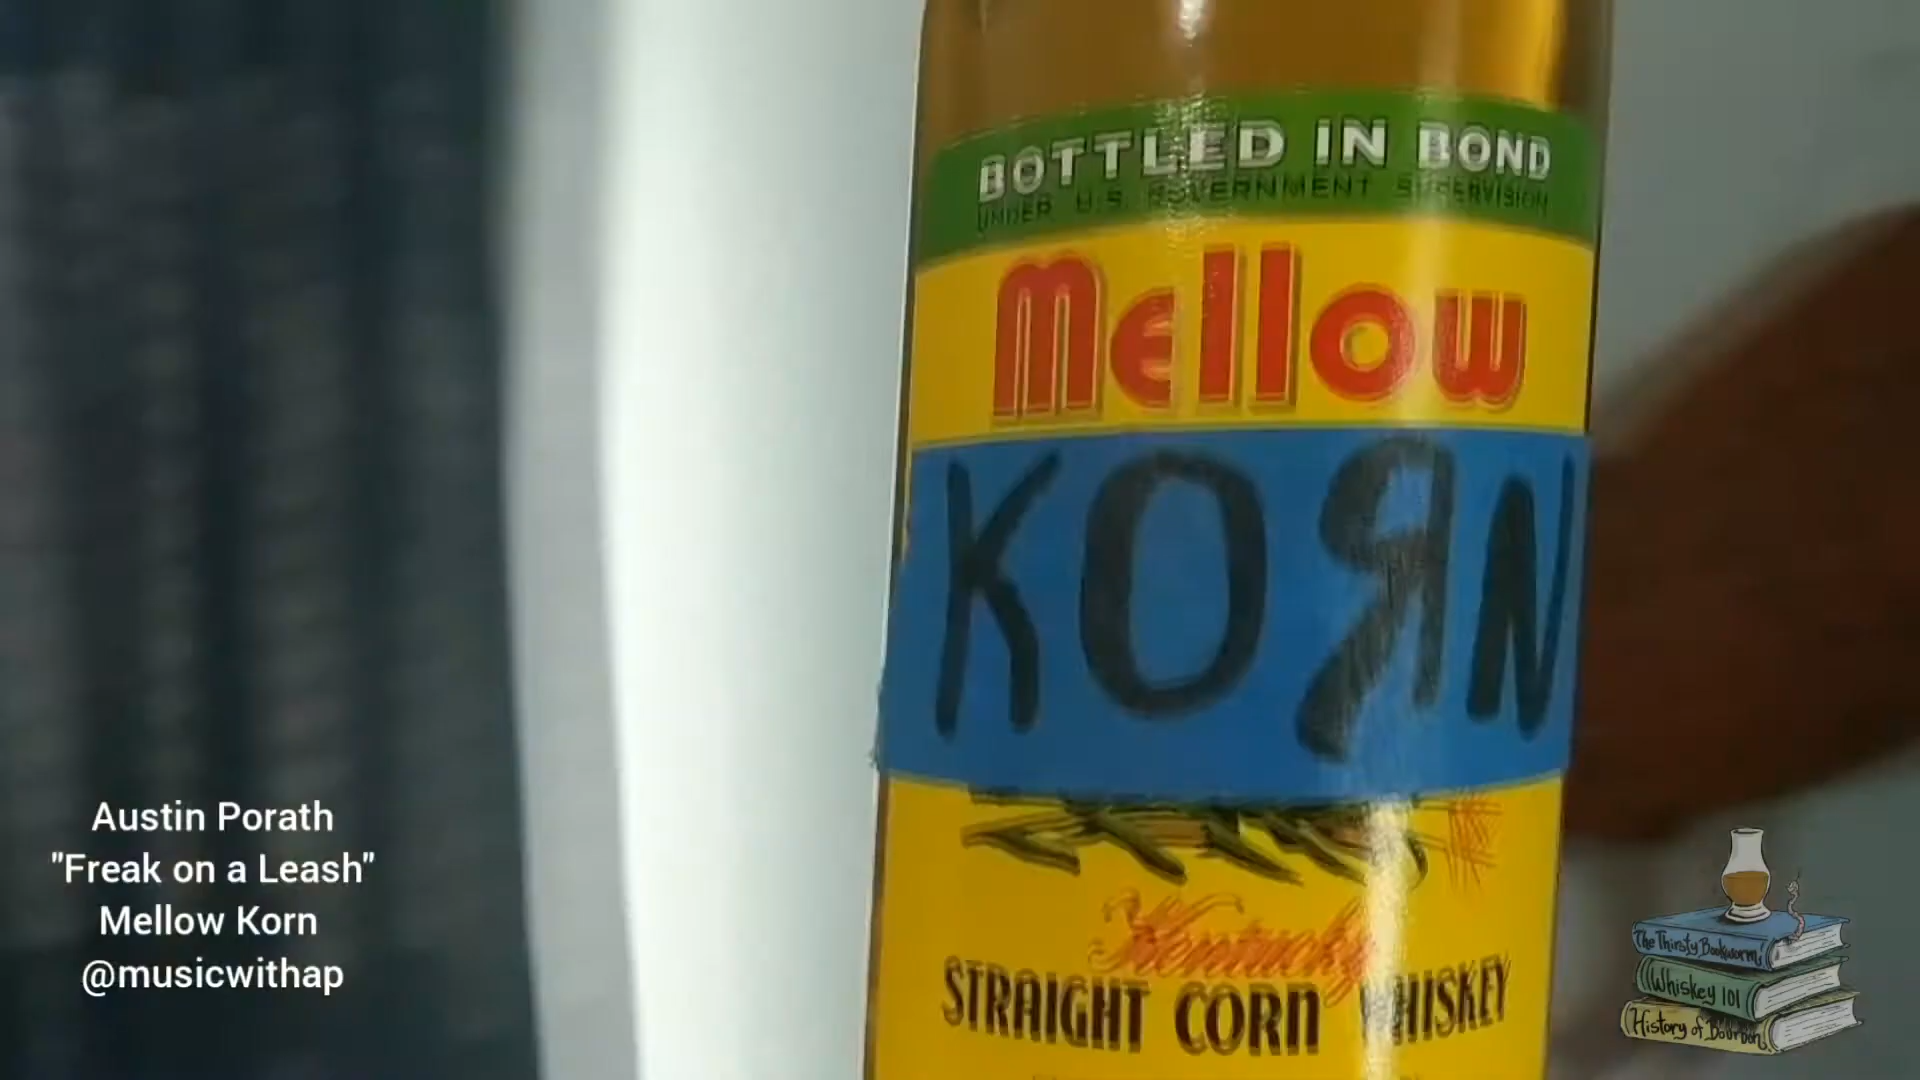 BOTTLED IN BOND
UNDER U.S. GOVERNMENT SUPERVISION
Mellow
KOЯN
Kentucky
STRAIGHT CORN WHISKEY
Austin Porath
"Freak on a Leash"
Mellow Korn
@musicwithap
The Thirsty Bookworm
Whiskey 101
History of Bourbon